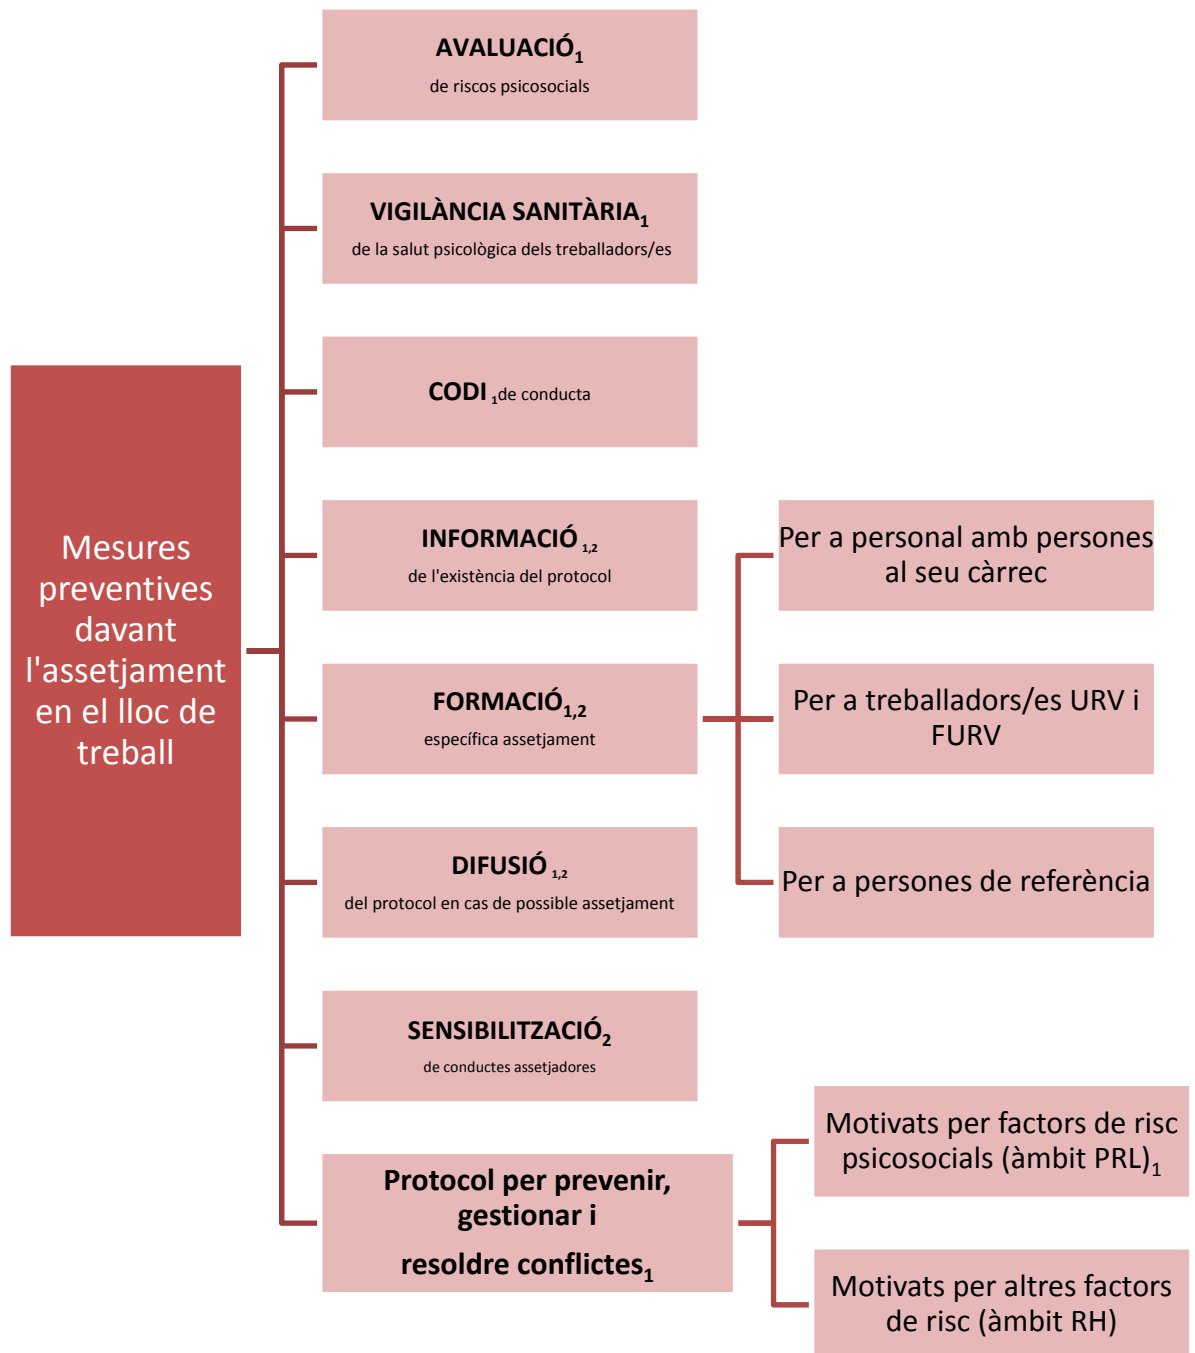 Mesures
preventives
davant
l'assetjament
en el lloc de
treball
AVALUACIÓ1
de riscos psicosocials
VIGILÀNCIA SANITÀRIA1
de la salut psicològica dels treballadors/es
CODI 1de conducta
INFORMACIÓ 1,2
de l'existència del protocol
FORMACIÓ1,2
específica assetjament
Per a personal amb persones
al seu càrrec
Per a treballadors/es URV i
FURV
Per a persones de referència
DIFUSIÓ 1,2
del protocol en cas de possible assetjament
SENSIBILITZACIÓ2
de conductes assetjadores
Protocol per prevenir,
gestionar i
resoldre conflictes1
Motivats per factors de risc
psicosocials (àmbit PRL)1
Motivats per altres factors
de risc (àmbit RH)